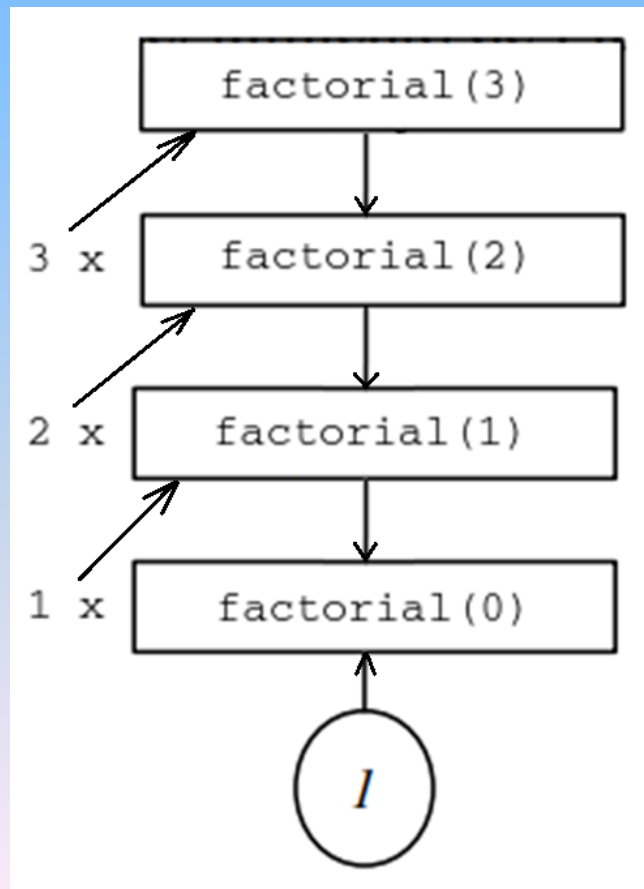 factorial(3)
3 x factorial(2)
2 x factorial(1)
1 x factorial(0)
1